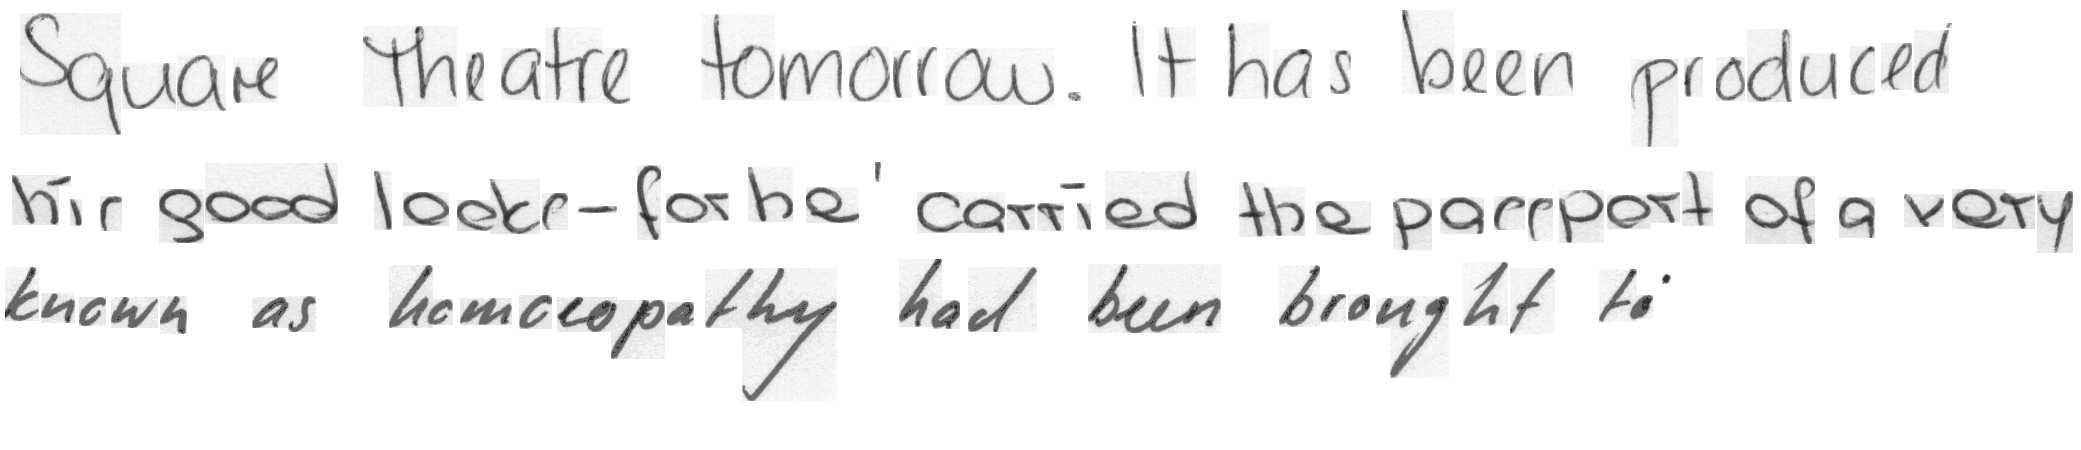 Square Theatre tomorrow. It has been produced
his good looks - for he ' carried the passport of a very
known as homoeopathy had been brought to